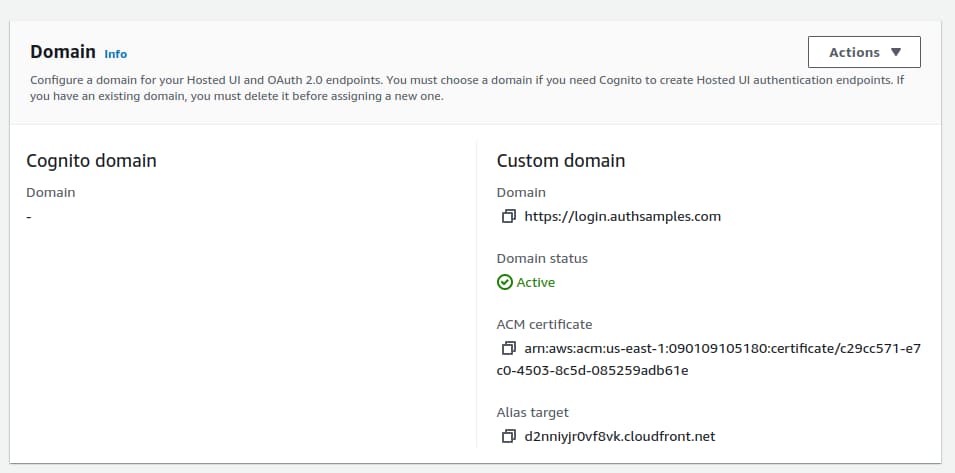 Domain Info
Actions
Configure a domain for your Hosted UI and OAuth 2.0 endpoints. You must choose a domain if you need Cognito to create Hosted UI authentication endpoints. If
you have an existing domain, you must delete it before assigning a new one.
Cognito domain
Domain
-
Custom domain
Domain
https://login.authsamples.com
Domain status
Active
ACM certificate
arn:aws:acm:us-east-1:090109105180:certificate/c29cc571-e7
c0-4503-8c5d-085259adb61e
Alias target
d2nniyjr0vf8vk.cloudfront.net